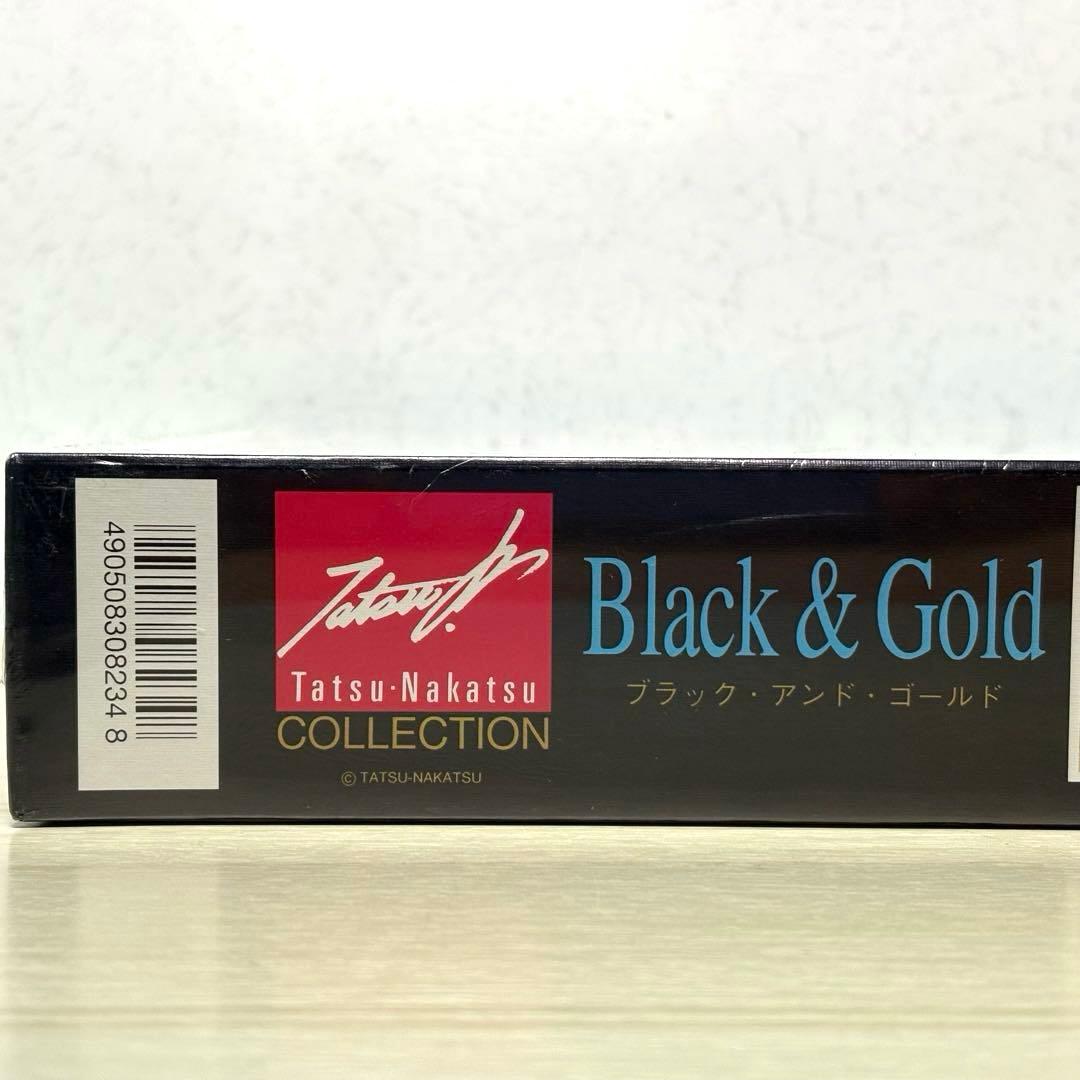 4905083082348
Tatsu N.
Tatsu·Nakatsu
COLLECTION
© TATSU-NAKATSU
Black & Gold
ブラック・アンド・ゴールド